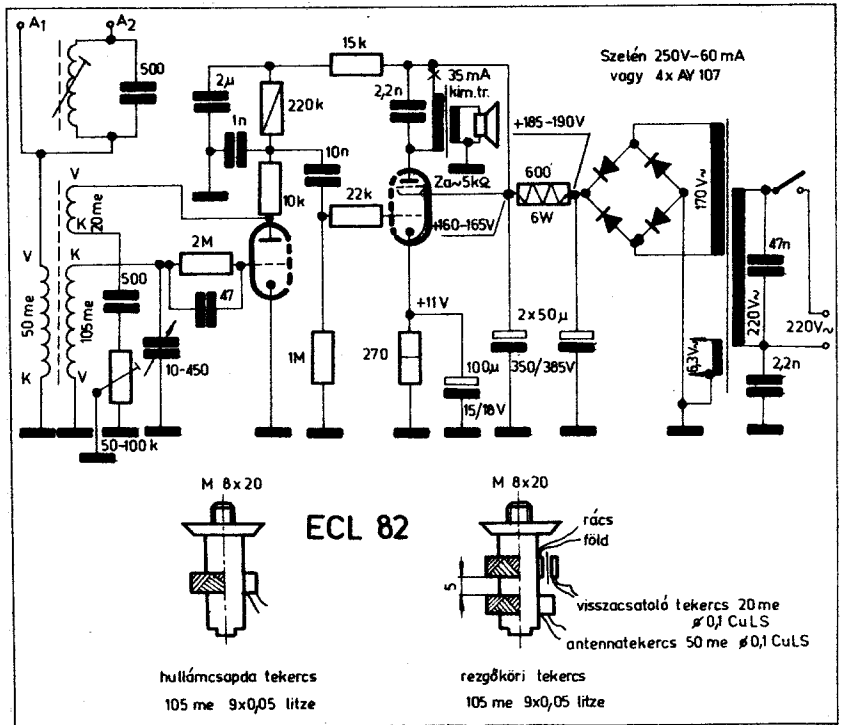 A1
A2
500
2μ
220k
15k
2,2n
35 mA
kim. tr.
Szelén 250V-60 mA
vagy 4x AY 107
+185-190V
1n
10n
10k
22k
Za~5kΩ
+160-165V
600
6W
170V~
47n
220V~
220V~
6,3V~
2,2n
V
20 me
K
V
50 me
K
K
105 me
V
500
2M
47
10-450
50-100 k
1M
+11 V
270
100μ
15/18V
2 x 50μ
350/385V
M 8x20
ECL 82
M 8x20
rács
föld
5
visszacsatoló tekercs 20 me
ø 0,1 CuLS
antennatekercs 50 me ø 0,1 CuLS
hullámcsapda tekercs
105 me 9x0,05 litze
rezgőköri tekercs
105 me 9x0,05 litze